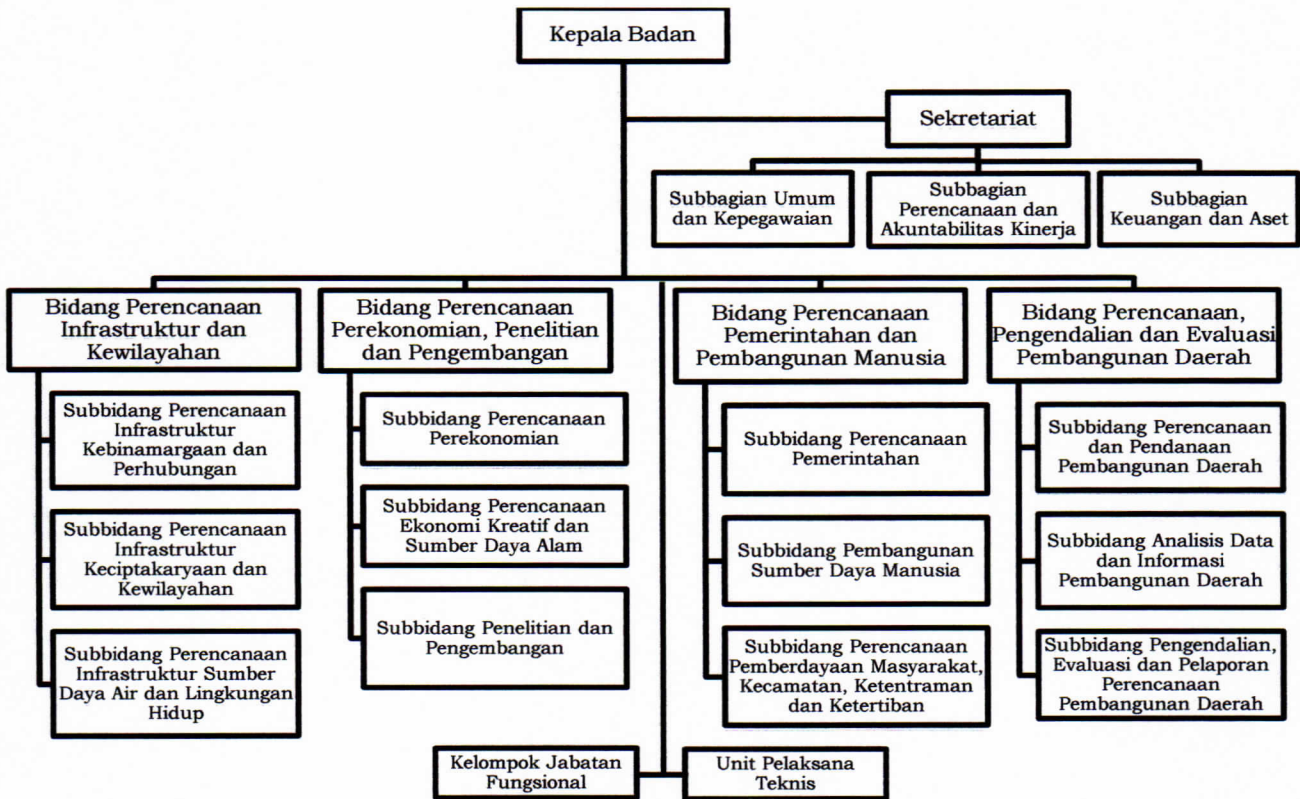 Kepala Badan
Sekretariat
Subbagian Umum
dan Kepegawaian
Subbagian
Perencanaan dan
Akuntabilitas Kinerja
Subbagian
Keuangan dan Aset
Bidang Perencanaan
Infrastruktur dan
Kewilayahan
Bidang Perencanaan
Perekonomian, Penelitian
dan Pengembangan
Bidang Perencanaan
Pemerintahan dan
Pembangunan Manusia
Bidang Perencanaan,
Pengendalian dan Evaluasi
Pembangunan Daerah
Subbidang Perencanaan
Infrastruktur
Kebinamargaan dan
Perhubungan
Subbidang Perencanaan
Infrastruktur
Keciptakaryaan dan
Kewilayahan
Subbidang Perencanaan
Infrastruktur Sumber
Daya Air dan Lingkungan
Hidup
Subbidang Perencanaan
Perekonomian
Subbidang Perencanaan
Ekonomi Kreatif dan
Sumber Daya Alam
Subbidang Penelitian dan
Pengembangan
Subbidang Perencanaan
Pemerintahan
Subbidang Pembangunan
Sumber Daya Manusia
Subbidang Perencanaan
Pemberdayaan Masyarakat,
Kecamatan, Ketentraman
dan Ketertiban
Subbidang Perencanaan
dan Pendanaan
Pembangunan Daerah
Subbidang Analisis Data
dan Informasi
Pembangunan Daerah
Subbidang Pengendalian,
Evaluasi dan Pelaporan
Perencanaan
Pembangunan Daerah
Kelompok Jabatan
Fungsional
Unit Pelaksana
Teknis